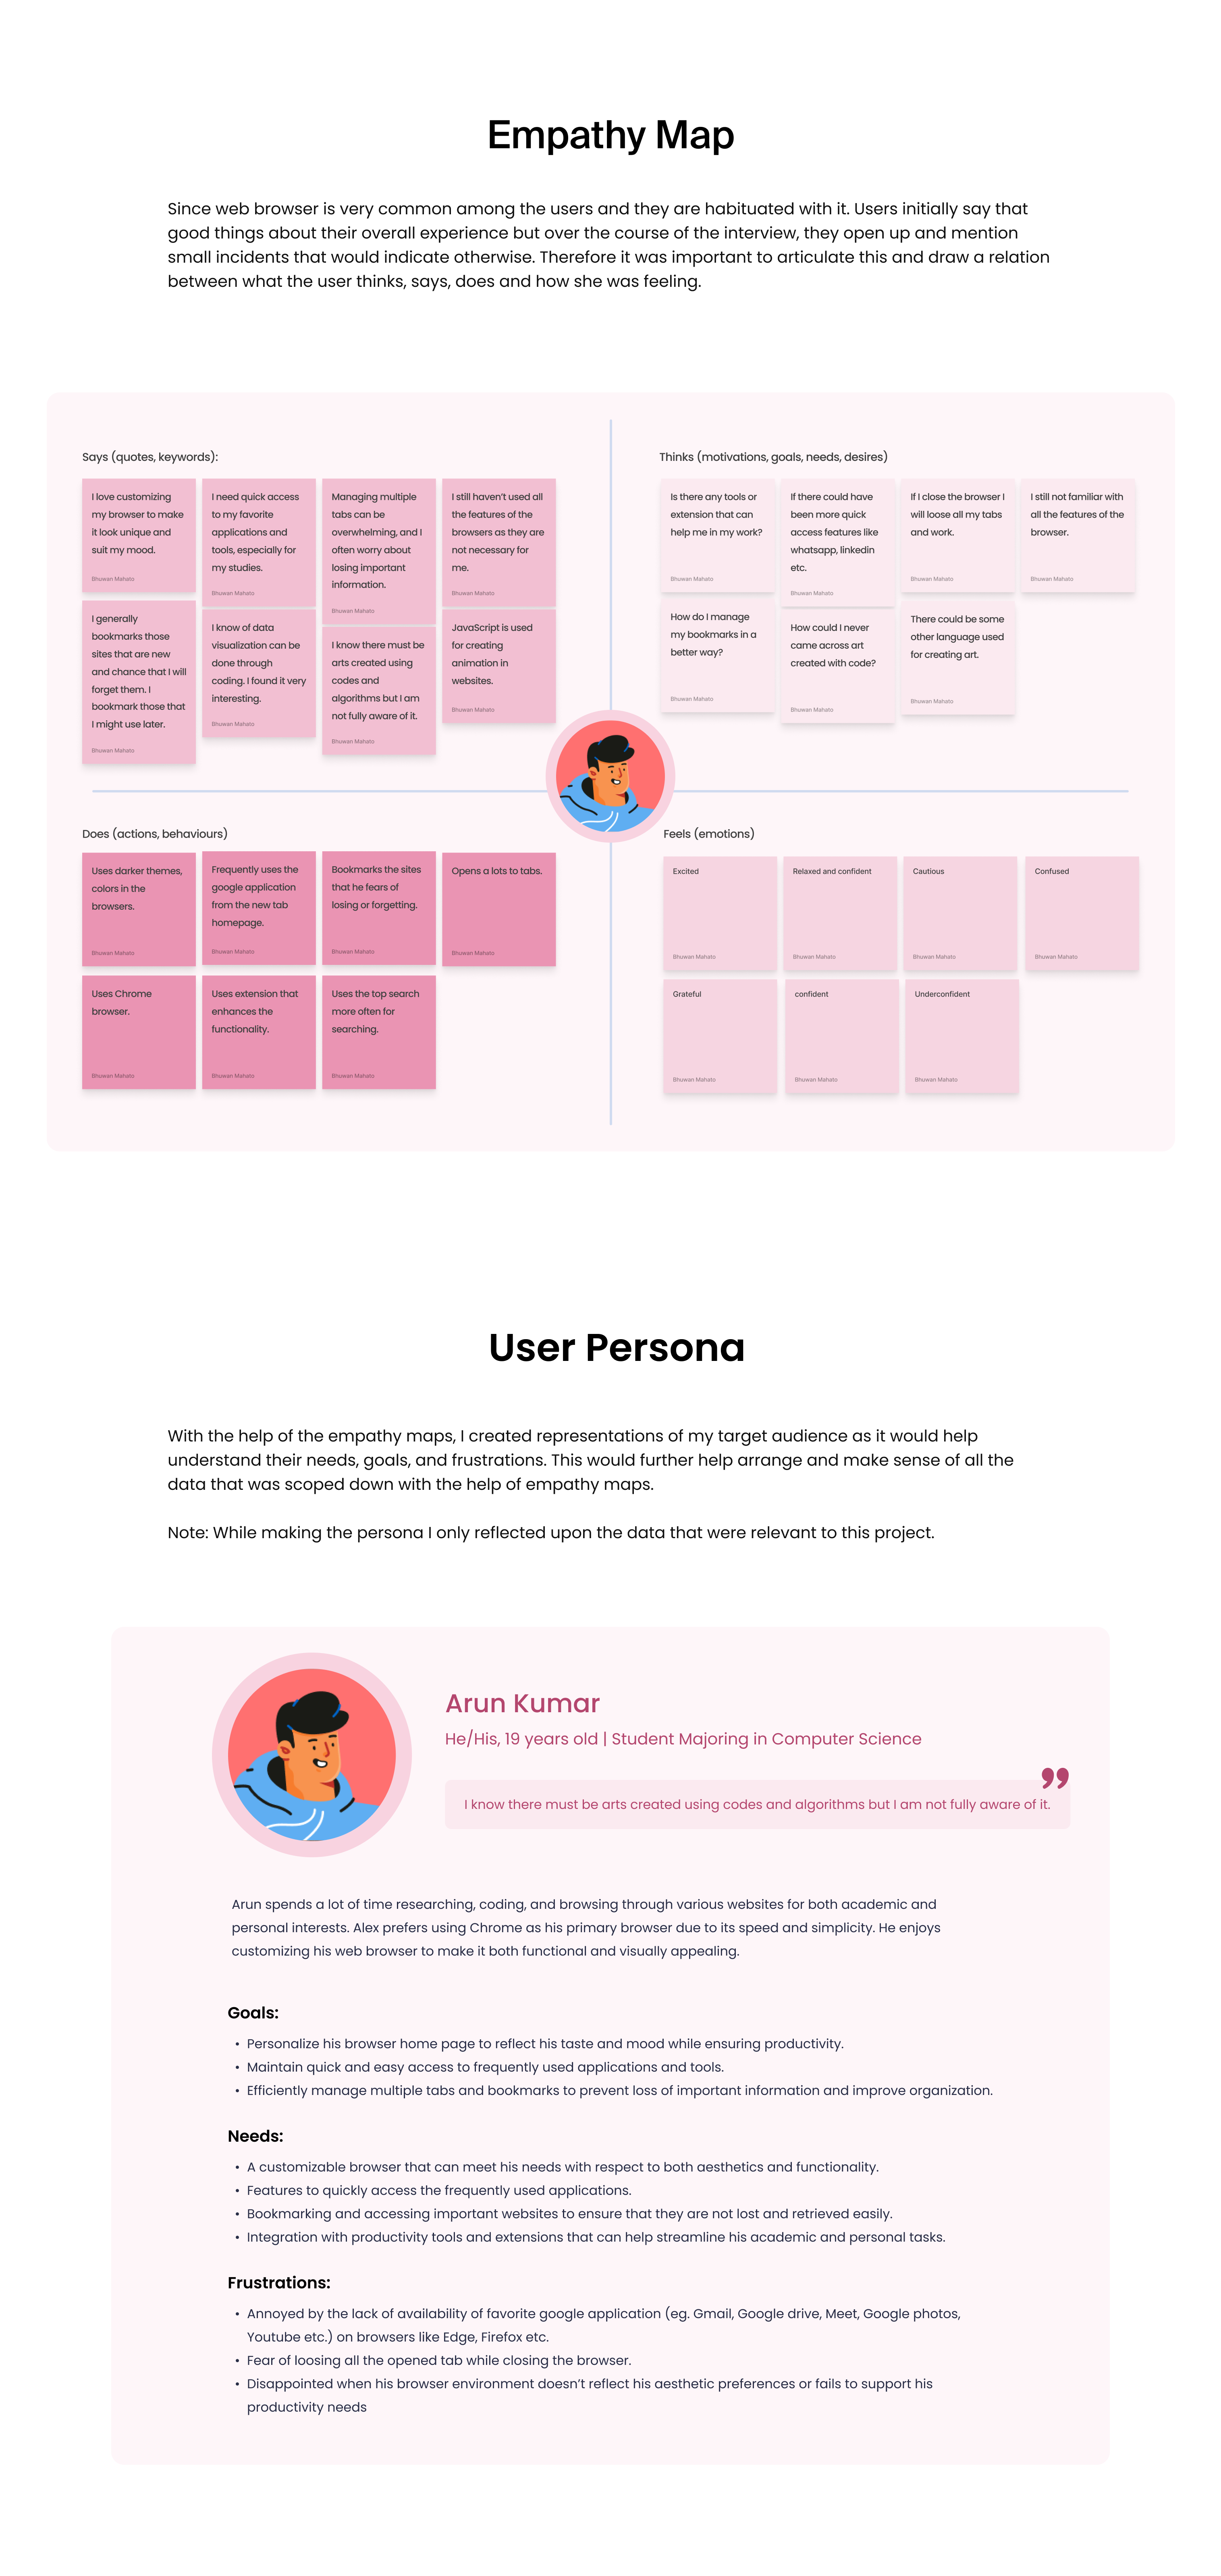 Empathy Map
Since web browser is very common among the users and they are habituated with it. Users initially say that
good things about their overall experience but over the course of the interview, they open up and mention
small incidents that would indicate otherwise. Therefore it was important to articulate this and draw a relation
between what the user thinks, says, does and how she was feeling.
Says (quotes, keywords):
I love customizing
my browser to make
it look unique and
suit my mood.
Bhuwan Mahato
I need quick access
to my favorite
applications and
tools, especially for
my studies.
Bhuwan Mahato
Managing multiple
tabs can be
overwhelming, and I
often worry about
losing important
information.
Bhuwan Mahato
I still haven't used all
the features of the
browsers as they are
not necessary for
me.
Bhuwan Mahato
I generally
bookmarks those
sites that are new
and chance that I will
forget them. I
bookmark those that
I might use later.
Bhuwan Mahato
I know of data
visualization can be
done through
coding. I found it very
interesting.
Bhuwan Mahato
I know there must be
arts created using
codes and
algorithms but I am
not fully aware of it.
Bhuwan Mahato
JavaScript is used
for creating
animation in
websites.
Bhuwan Mahato
Thinks (motivations, goals, needs, desires)
Is there any tools or
extension that can
help me in my work?
Bhuwan Mahato
If there could have
been more quick
access features like
whatsapp, linkedin
etc.
Bhuwan Mahato
If I close the browser I
will loose all my tabs
and work.
Bhuwan Mahato
I still not familiar with
all the features of the
browser.
Bhuwan Mahato
How do I manage
my bookmarks in a
better way?
Bhuwan Mahato
How could I never
came across art
created with code?
Bhuwan Mahato
There could be some
other language used
for creating art.
Bhuwan Mahato
Does (actions, behaviours)
Uses darker themes,
colors in the
browsers.
Bhuwan Mahato
Frequently uses the
google application
from the new tab
homepage.
Bhuwan Mahato
Bookmarks the sites
that he fears of
losing or forgetting.
Bhuwan Mahato
Opens a lots to tabs.
Bhuwan Mahato
Uses Chrome
browser.
Bhuwan Mahato
Uses extension that
enhances the
functionality.
Bhuwan Mahato
Uses the top search
more often for
searching.
Bhuwan Mahato
Feels (emotions)
Excited
Bhuwan Mahato
Relaxed and confident
Bhuwan Mahato
Cautious
Bhuwan Mahato
Confused
Bhuwan Mahato
Grateful
Bhuwan Mahato
confident
Bhuwan Mahato
Underconfident
Bhuwan Mahato
User Persona
With the help of the empathy maps, I created representations of my target audience as it would help
understand their needs, goals, and frustrations. This would further help arrange and make sense of all the
data that was scoped down with the help of empathy maps.
Note: While making the persona I only reflected upon the data that were relevant to this project.
Arun Kumar
He/His, 19 years old | Student Majoring in Computer Science
”
I know there must be arts created using codes and algorithms but I am not fully aware of it.
Arun spends a lot of time researching, coding, and browsing through various websites for both academic and
personal interests. Alex prefers using Chrome as his primary browser due to its speed and simplicity. He enjoys
customizing his web browser to make it both functional and visually appealing.
Goals:
• Personalize his browser home page to reflect his taste and mood while ensuring productivity.
• Maintain quick and easy access to frequently used applications and tools.
• Efficiently manage multiple tabs and bookmarks to prevent loss of important information and improve organization.
Needs:
• A customizable browser that can meet his needs with respect to both aesthetics and functionality.
• Features to quickly access the frequently used applications.
• Bookmarking and accessing important websites to ensure that they are not lost and retrieved easily.
• Integration with productivity tools and extensions that can help streamline his academic and personal tasks.
Frustrations:
• Annoyed by the lack of availability of favorite google application (eg. Gmail, Google drive, Meet, Google photos,
Youtube etc.) on browsers like Edge, Firefox etc.
• Fear of loosing all the opened tab while closing the browser.
• Disappointed when his browser environment doesn't reflect his aesthetic preferences or fails to support his
productivity needs